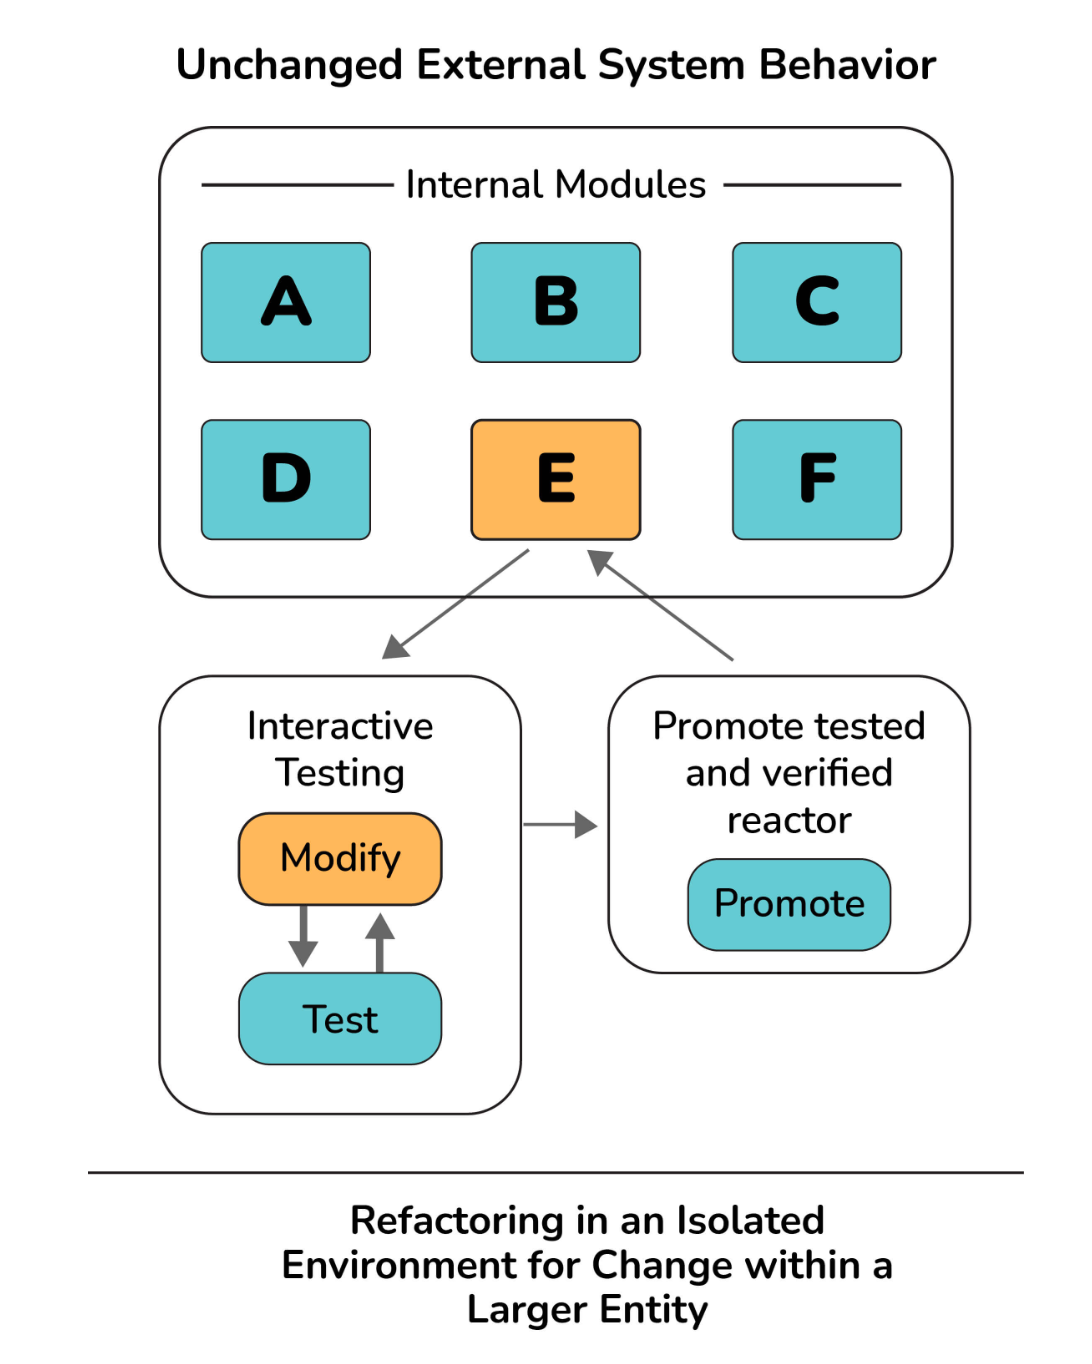 Unchanged External System Behavior
Internal Modules
A B C
D E F
Interactive
Testing
Modify
Test
Promote tested
and verified
reactor
Promote
Refactoring in an Isolated
Environment for Change within a
Larger Entity